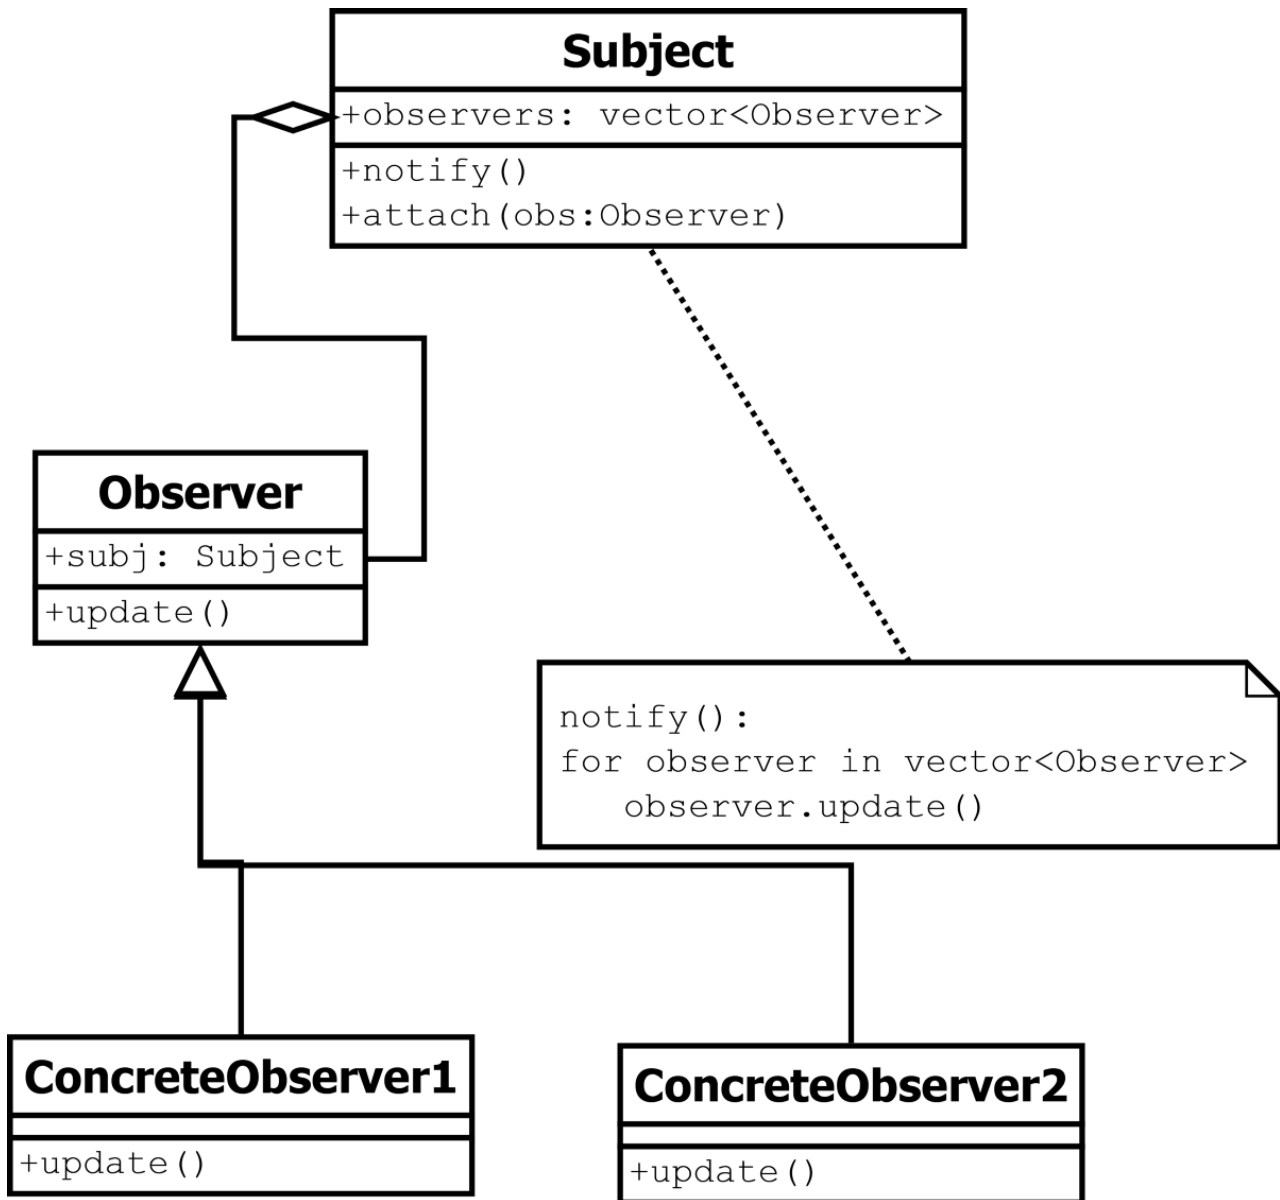 Subject
+observers: vector<Observer>
+notify()
+attach(obs:Observer)
Observer
+subj: Subject
+update()
notify():
for observer in vector<Observer>
observer.update()
ConcreteObserver1
+update()
ConcreteObserver2
+update()